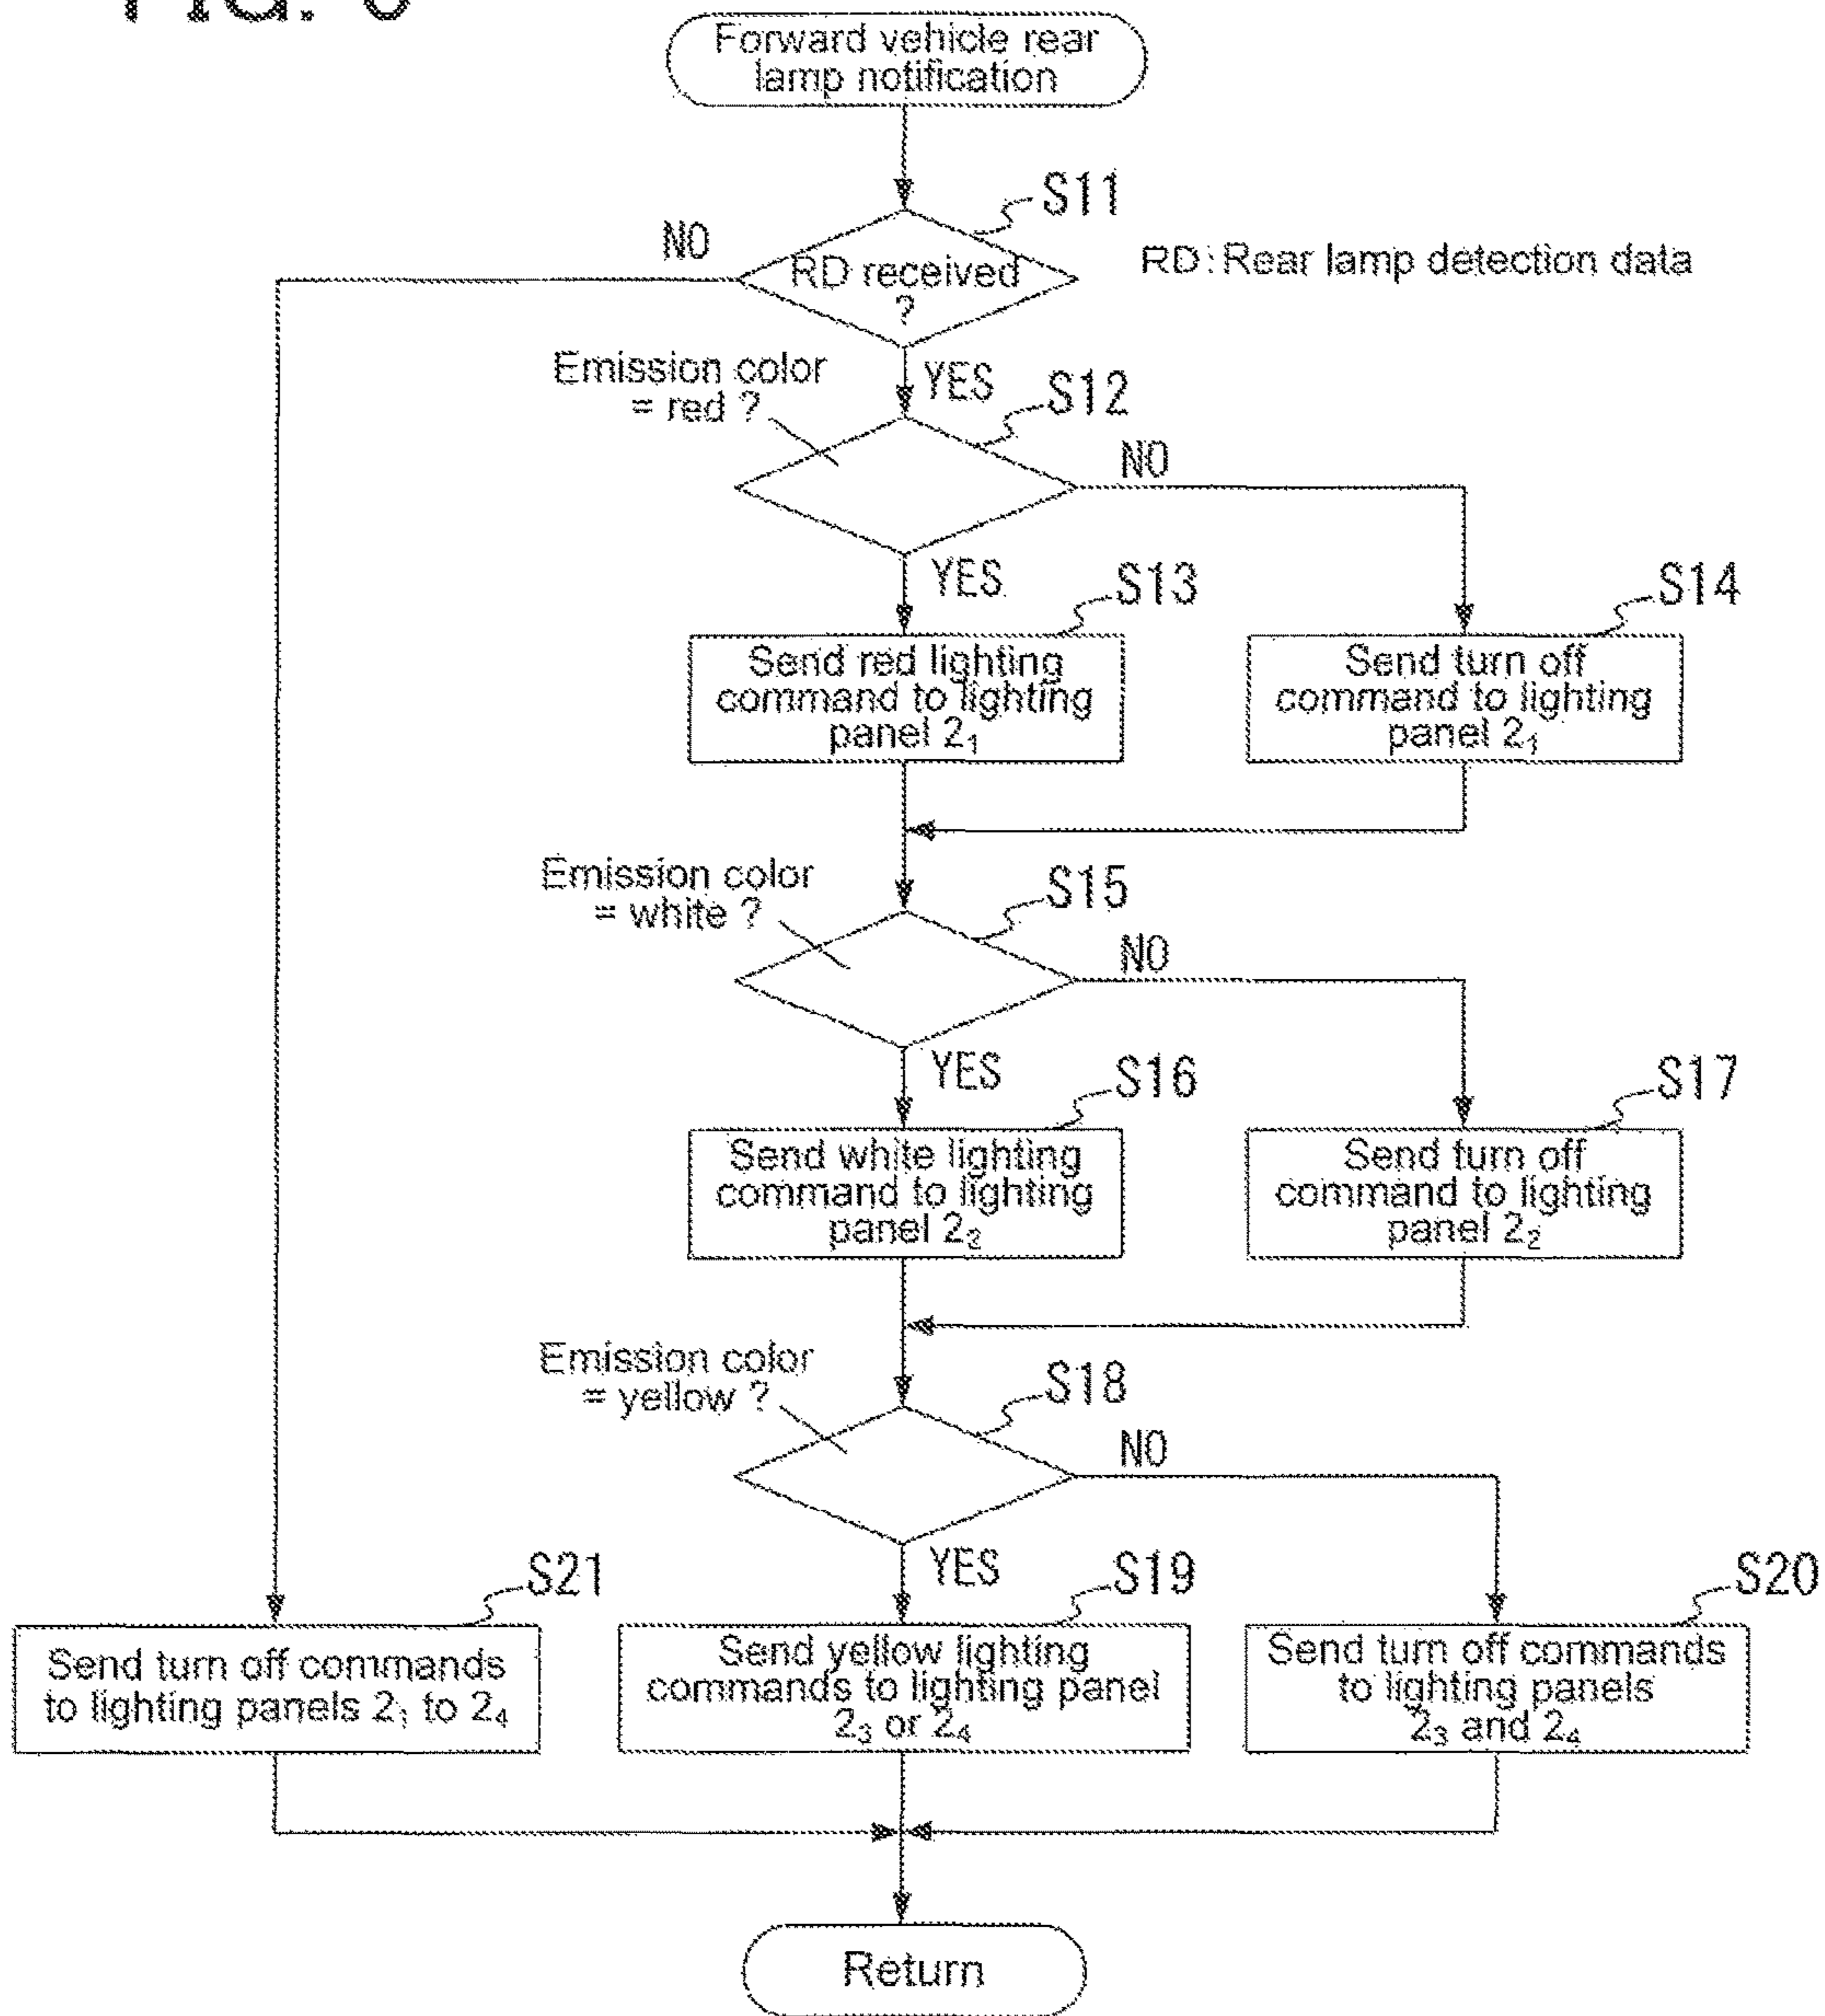 Forward vehicle rear
lamp notification
S11
NO
RD received
?
RD: Rear lamp detection data
YES
Emission color
= red ?
S12
NO
YES
S13
S14
Send red lighting
command to lighting
panel 2₁
Send turn off
command to lighting
panel 2₁
Emission color
= white ?
S15
NO
YES
S16
S17
Send white lighting
command to lighting
panel 2₂
Send turn off
command to lighting
panel 2₂
Emission color
= yellow ?
S18
NO
YES
S21
S19
S20
Send turn off commands
to lighting panels 2₁ to 2₄
Send yellow lighting
commands to lighting panel
2₃ or 2₄
Send turn off commands
to lighting panels
2₃ and 2₄
Return